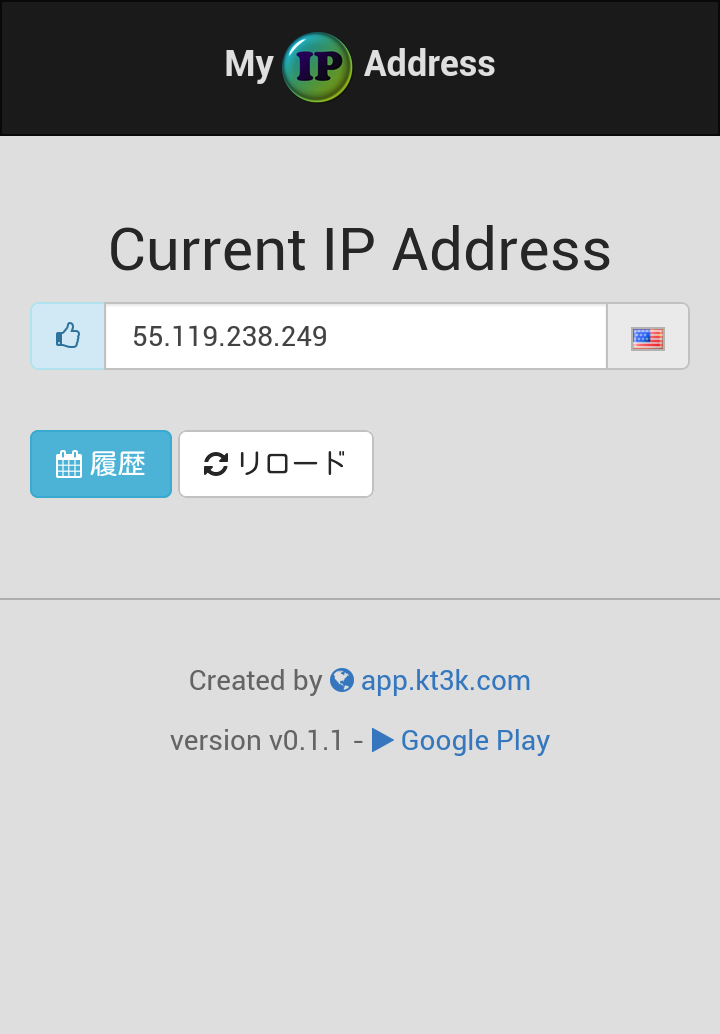 My IP Address
Current IP Address
55.119.238.249
履歴 リロード
Created by app.kt3k.com
version v0.1.1 - Google Play